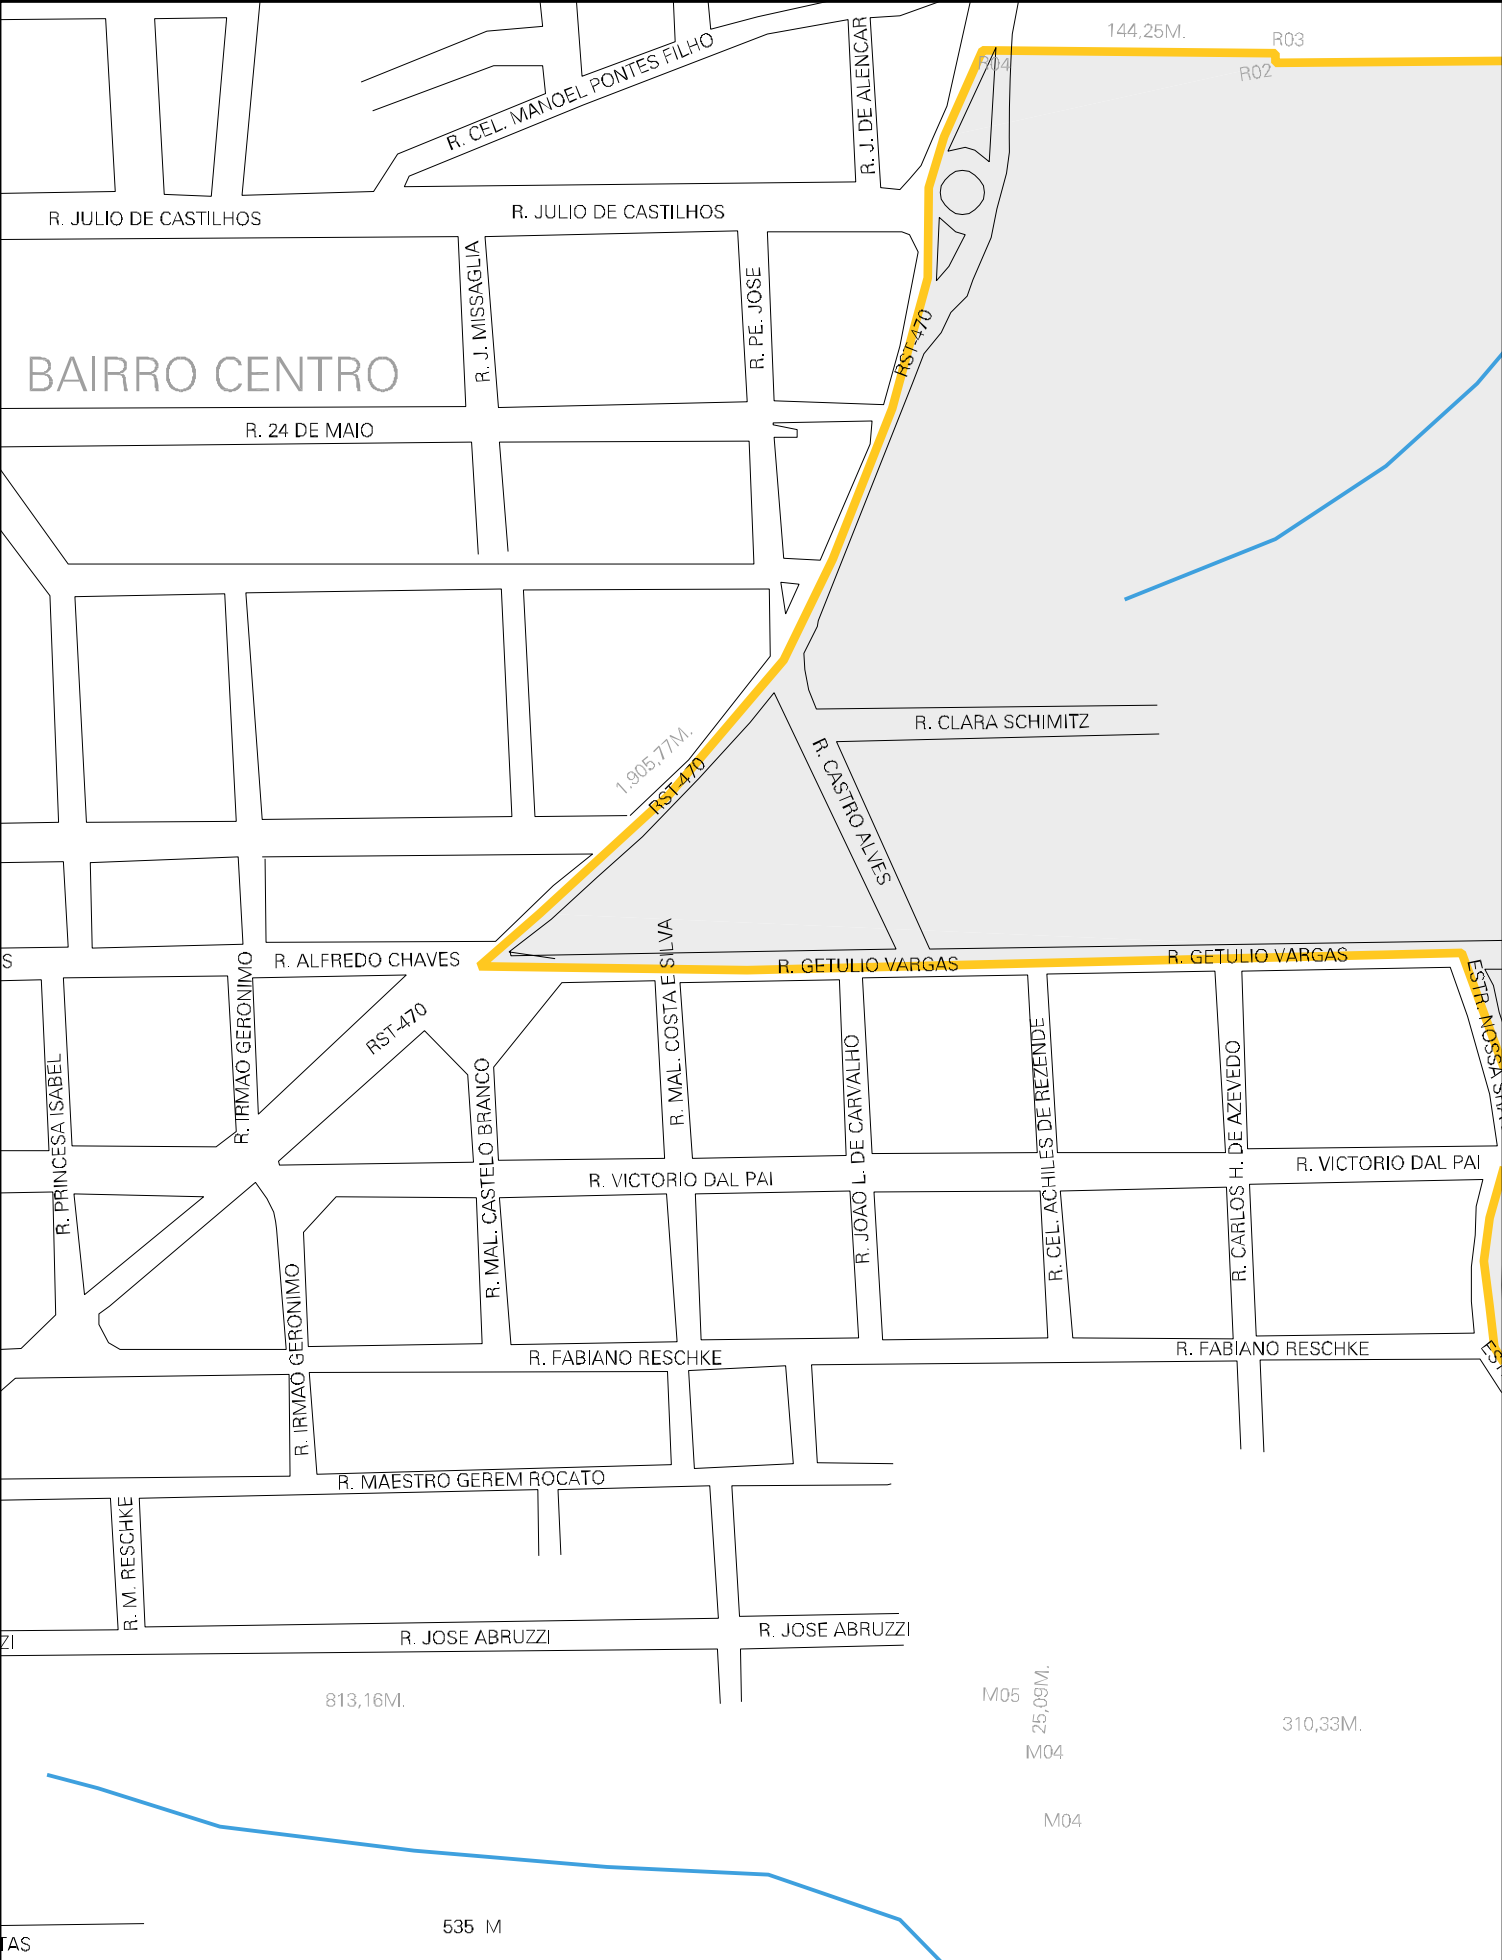 144,25M.
R03
R04
R02
R. CEL. MANOEL PONTES FILHO
R. J. DE ALENCAR
R. JULIO DE CASTILHOS
R. JULIO DE CASTILHOS
R. J. MISSAGLIA
R. PE. JOSE
RST-470
BAIRRO CENTRO
R. 24 DE MAIO
R. CLARA SCHIMITZ
1.905,77M.
RST-470
R. CASTRO ALVES
S
R. ALFREDO CHAVES
R. GETULIO VARGAS
R. GETULIO VARGAS
R. IRMAO GERONIMO
RST-470
R. MAL. COSTA E SILVA
ESTR. NOSSA
R. PRINCESA ISABEL
R. MAL. CASTELO BRANCO
R. JOAO L. DE CARVALHO
R. CEL. ACHILES DE REZENDE
R. CARLOS H. DE AZEVEDO
R. VICTORIO DAL PAI
R. VICTORIO DAL PAI
R. IRMAO GERONIMO
R. FABIANO RESCHKE
R. FABIANO RESCHKE
R. MAESTRO GEREM ROCATO
R. M. RESCHKE
ZI
R. JOSE ABRUZZI
R. JOSE ABRUZZI
813,16M.
M05
25,09M.
310,33M.
M04
M04
535 M
TAS